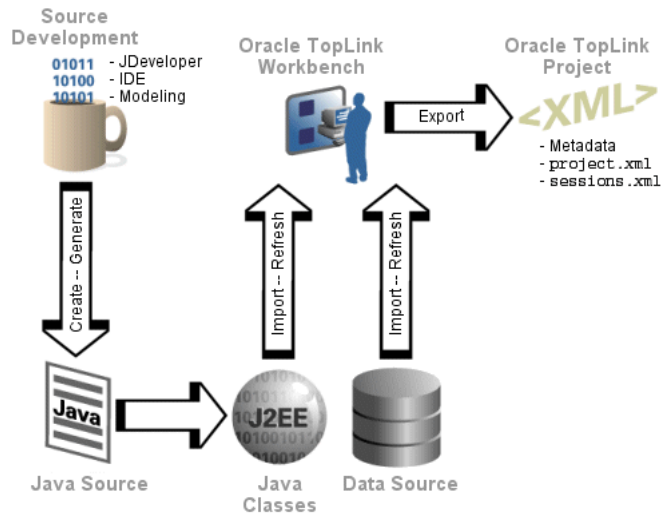 Source
Development
01011
10100
10101
- JDeveloper
- IDE
- Modeling
Oracle TopLink
Workbench
Export
Oracle TopLink
Project
<XML>
- Metadata
- project.xml
- sessions.xml
Create -- Generate
Import -- Refresh
Import -- Refresh
Java
J2EE
Java Source
Java
Classes
Data Source